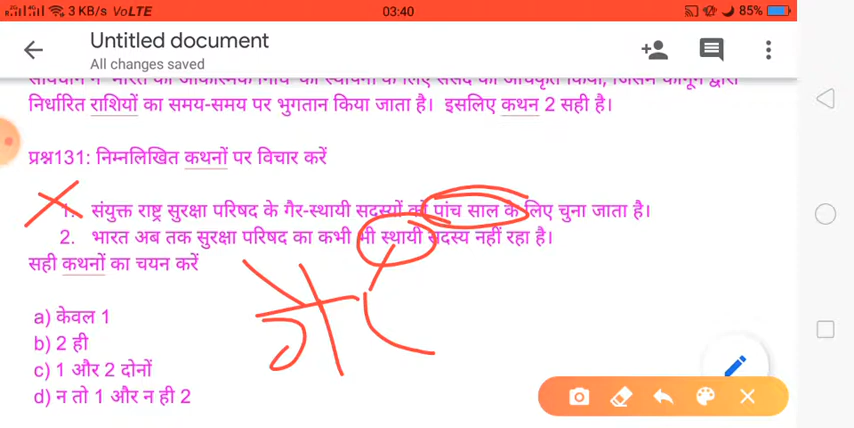 3 KB/s VoLTE 03:40 85%
Untitled document
All changes saved
निर्धारित राशियों का समय-समय पर भुगतान किया जाता है। इसलिए कथन 2 सही है।
प्रश्न131: निम्नलिखित कथनों पर विचार करें
1. संयुक्त राष्ट्र सुरक्षा परिषद के गैर-स्थायी सदस्यों को पांच साल के लिए चुना जाता है।
2. भारत अब तक सुरक्षा परिषद का कभी भी स्थायी सदस्य नहीं रहा है।
सही कथनों का चयन करें
a) केवल 1
b) 2 ही
c) 1 और 2 दोनों
d) न तो 1 और न ही 2